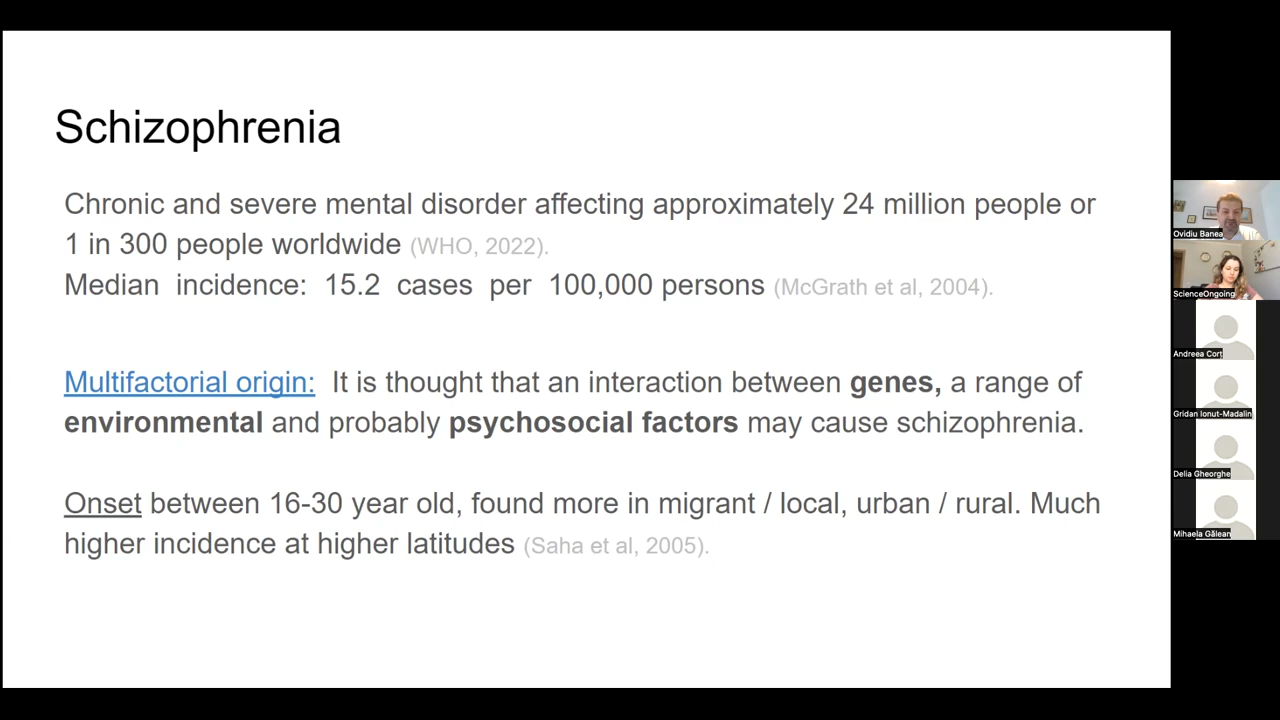 Schizophrenia
Chronic and severe mental disorder affecting approximately 24 million people or
1 in 300 people worldwide (WHO, 2022).
Median incidence: 15.2 cases per 100,000 persons (McGrath et al, 2004).
Multifactorial origin: It is thought that an interaction between genes, a range of
environmental and probably psychosocial factors may cause schizophrenia.
Onset between 16-30 year old, found more in migrant / local, urban / rural. Much
higher incidence at higher latitudes (Saha et al, 2005).
Ovidiu Banea
ScienceOngoing
Andreea Corț
Gridan Ionut-Madalin
Delia Gheorghe
Mihaela Gălean